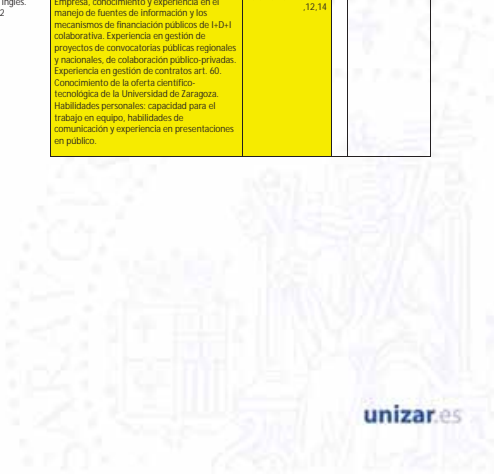 Inglés.
2
Empresa, conocimiento y experiencia en el
manejo de fuentes de información y los
mecanismos de financiación públicos de I+D+I
colaborativa. Experiencia en gestión de
proyectos de convocatorias públicas regionales
y nacionales, de colaboración público-privadas.
Experiencia en gestión de contratos art. 60.
Conocimiento de la oferta científico-
tecnológica de la Universidad de Zaragoza.
Habilidades personales: capacidad para el
trabajo en equipo, habilidades de
comunicación y experiencia en presentaciones
en público.
,12,14
unizar.es